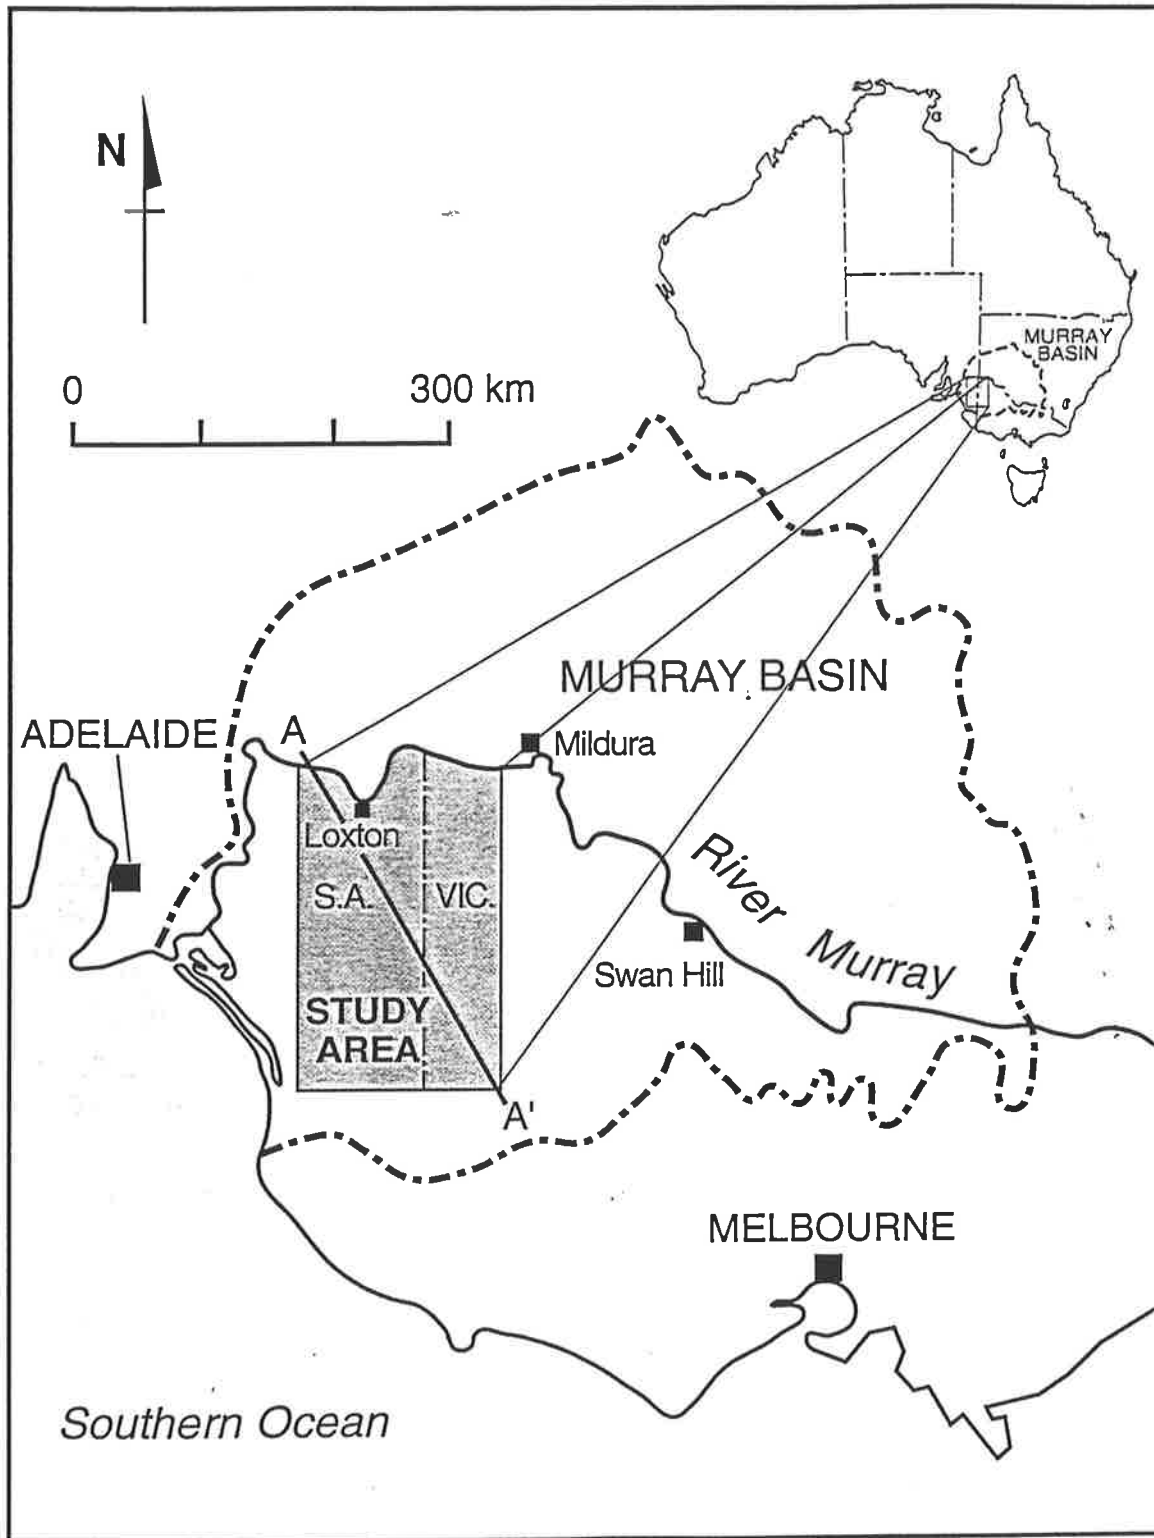 N
0 300 km
MURRAY
BASIN
MURRAY BASIN
ADELAIDE
A
Mildura
Loxton
S.A.
VIC.
River Murray
Swan Hill
STUDY
AREA
A'
MELBOURNE
Southern Ocean